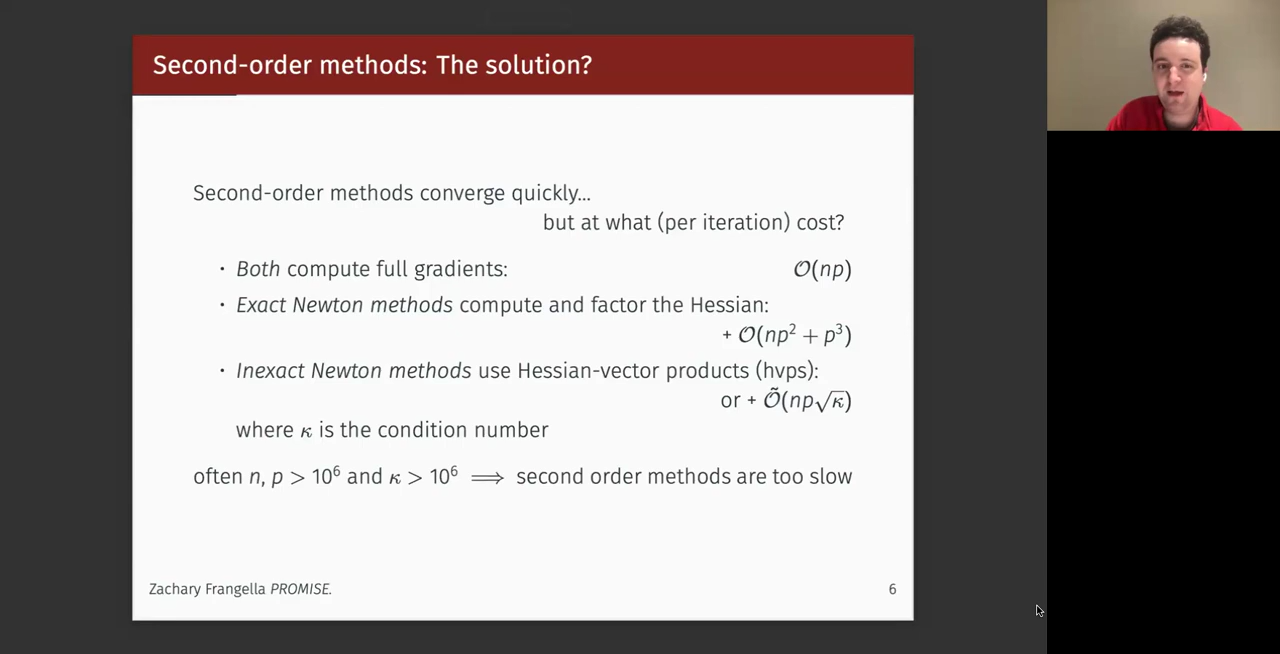 Second-order methods: The solution?
Second-order methods converge quickly...
but at what (per iteration) cost?
· Both compute full gradients: 𝒪(np)
· Exact Newton methods compute and factor the Hessian:
+ 𝒪(np² + p³)
· Inexact Newton methods use Hessian-vector products (hvps):
or + 𝒪̃(np√κ)
where κ is the condition number
often n, p > 10⁶ and κ > 10⁶ ⟹ second order methods are too slow
Zachary Frangella PROMISE. 6